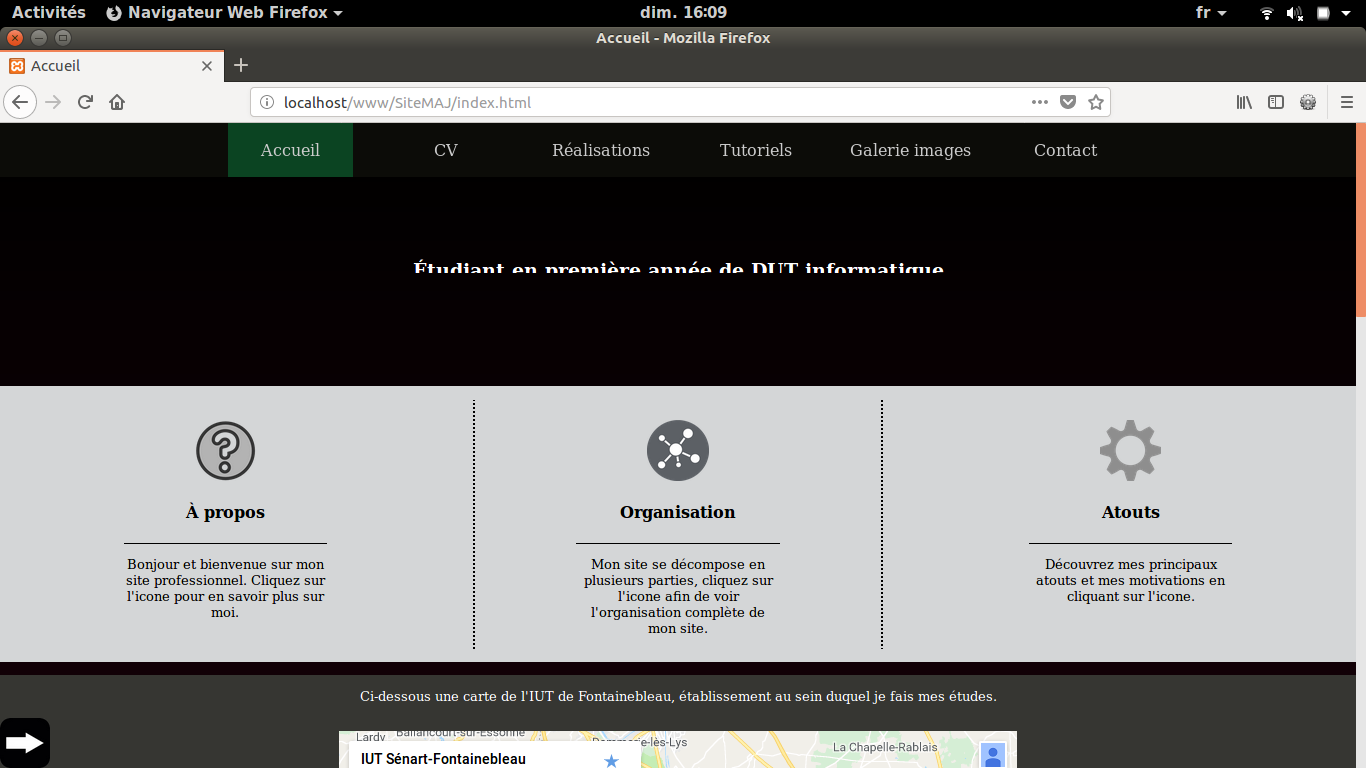 Activités Navigateur Web Firefox dim. 16:09 fr
Accueil - Mozilla Firefox
Accueil
localhost/www/SiteMAJ/index.html
Accueil CV Réalisations Tutoriels Galerie images Contact
Étudiant en première année de DUT informatique
À propos
Bonjour et bienvenue sur mon
site professionnel. Cliquez sur
l'icone pour en savoir plus sur
moi.
Organisation
Mon site se décompose en
plusieurs parties, cliquez sur
l'icone afin de voir
l'organisation complète de
mon site.
Atouts
Découvrez mes principaux
atouts et mes motivations en
cliquant sur l'icone.
Ci-dessous une carte de l'IUT de Fontainebleau, établissement au sein duquel je fais mes études.
Lardy Ballancourt-sur-Essonne
Dammarie-lès-Lys
La Chapelle-Rablais
IUT Sénart-Fontainebleau